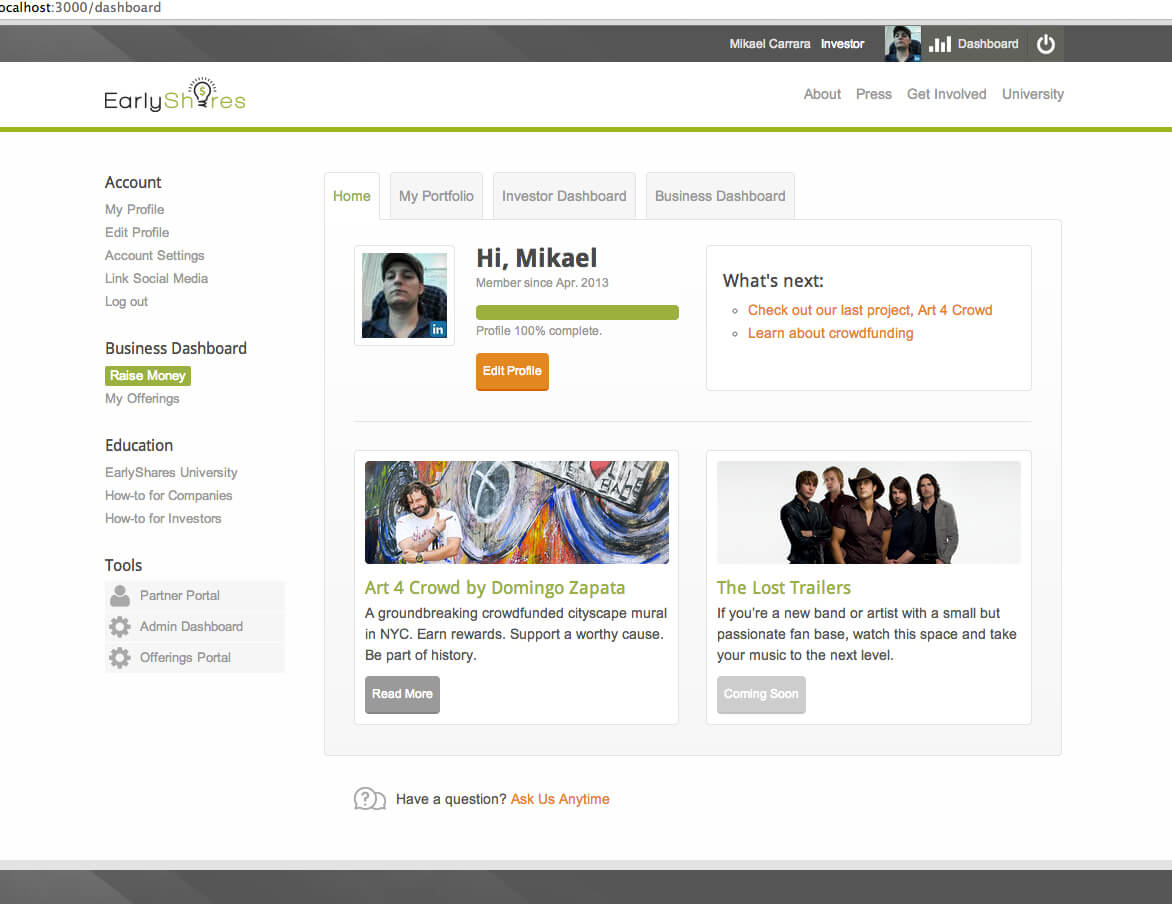 ocalhost:3000/dashboard
Mikael Carrara Investor
Dashboard
EarlyShares
$
About Press Get Involved University
Account
My Profile
Edit Profile
Account Settings
Link Social Media
Log out
Business Dashboard
Raise Money
My Offerings
Education
EarlyShares University
How-to for Companies
How-to for Investors
Tools
Partner Portal
Admin Dashboard
Offerings Portal
Home My Portfolio Investor Dashboard Business Dashboard
in
Hi, Mikael
Member since Apr. 2013
Profile 100% complete.
Edit Profile
What's next:
Check out our last project, Art 4 Crowd
Learn about crowdfunding
Art 4 Crowd by Domingo Zapata
A groundbreaking crowdfunded cityscape mural
in NYC. Earn rewards. Support a worthy cause.
Be part of history.
Read More
The Lost Trailers
If you're a new band or artist with a small but
passionate fan base, watch this space and take
your music to the next level.
Coming Soon
? Have a question? Ask Us Anytime